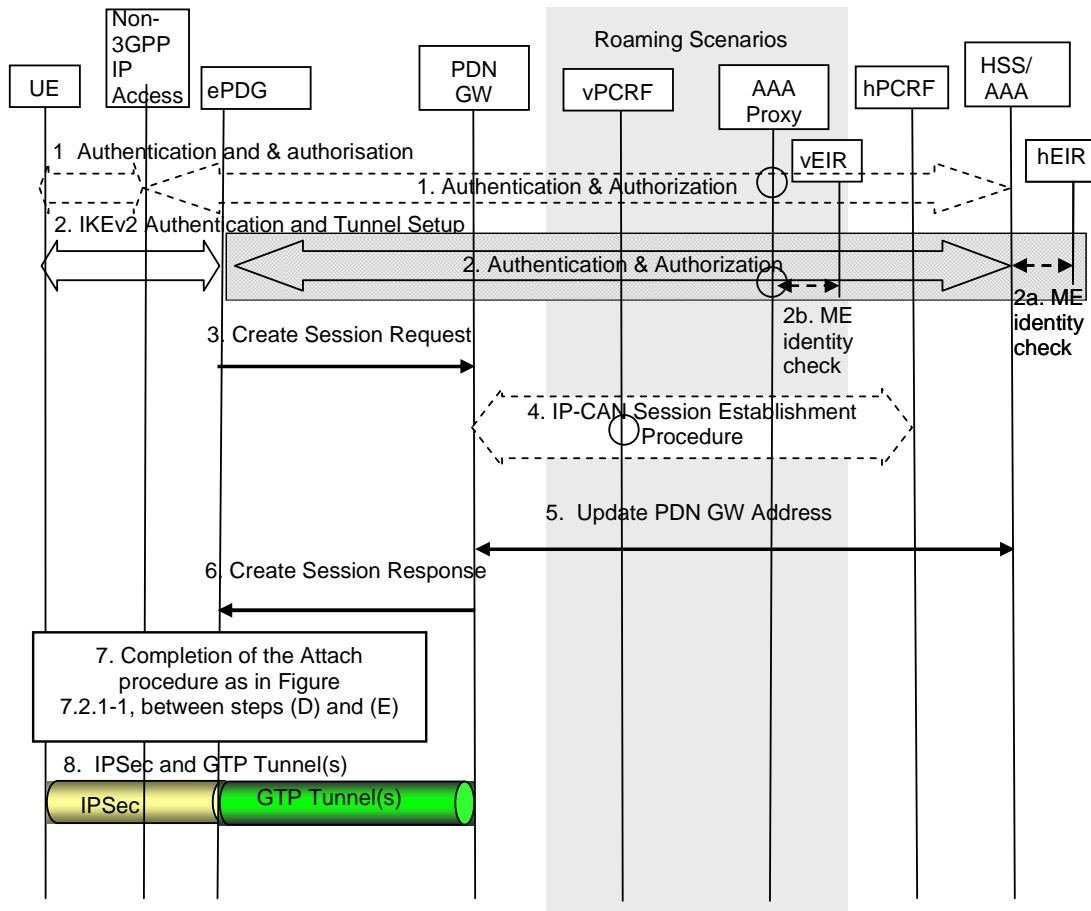 Roaming Scenarios
UE
Non-
3GPP
IP
Access
ePDG
PDN
GW
vPCRF
AAA
Proxy
hPCRF
HSS/
AAA
vEIR
hEIR
1 Authentication and & authorisation
1. Authentication & Authorization
2. IKEv2 Authentication and Tunnel Setup
2. Authentication & Authorization
2a. ME
identity
check
2b. ME
identity
check
3. Create Session Request
4. IP-CAN Session Establishment
Procedure
5. Update PDN GW Address
6. Create Session Response
7. Completion of the Attach
procedure as in Figure
7.2.1-1, between steps (D) and (E)
8. IPSec and GTP Tunnel(s)
IPSec
GTP Tunnel(s)